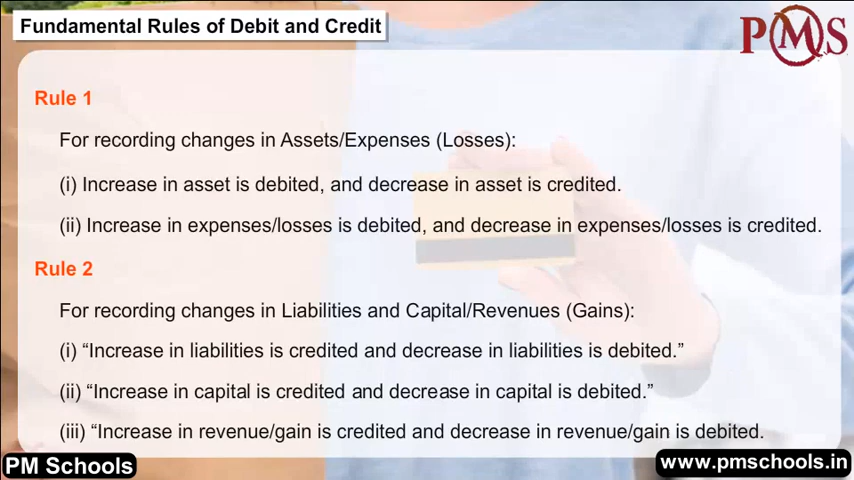 Fundamental Rules of Debit and Credit
PMS
Rule 1
For recording changes in Assets/Expenses (Losses):
(i) Increase in asset is debited, and decrease in asset is credited.
(ii) Increase in expenses/losses is debited, and decrease in expenses/losses is credited.
Rule 2
For recording changes in Liabilities and Capital/Revenues (Gains):
(i) “Increase in liabilities is credited and decrease in liabilities is debited.”
(ii) “Increase in capital is credited and decrease in capital is debited.”
(iii) “Increase in revenue/gain is credited and decrease in revenue/gain is debited.
PM Schools
www.pmschools.in